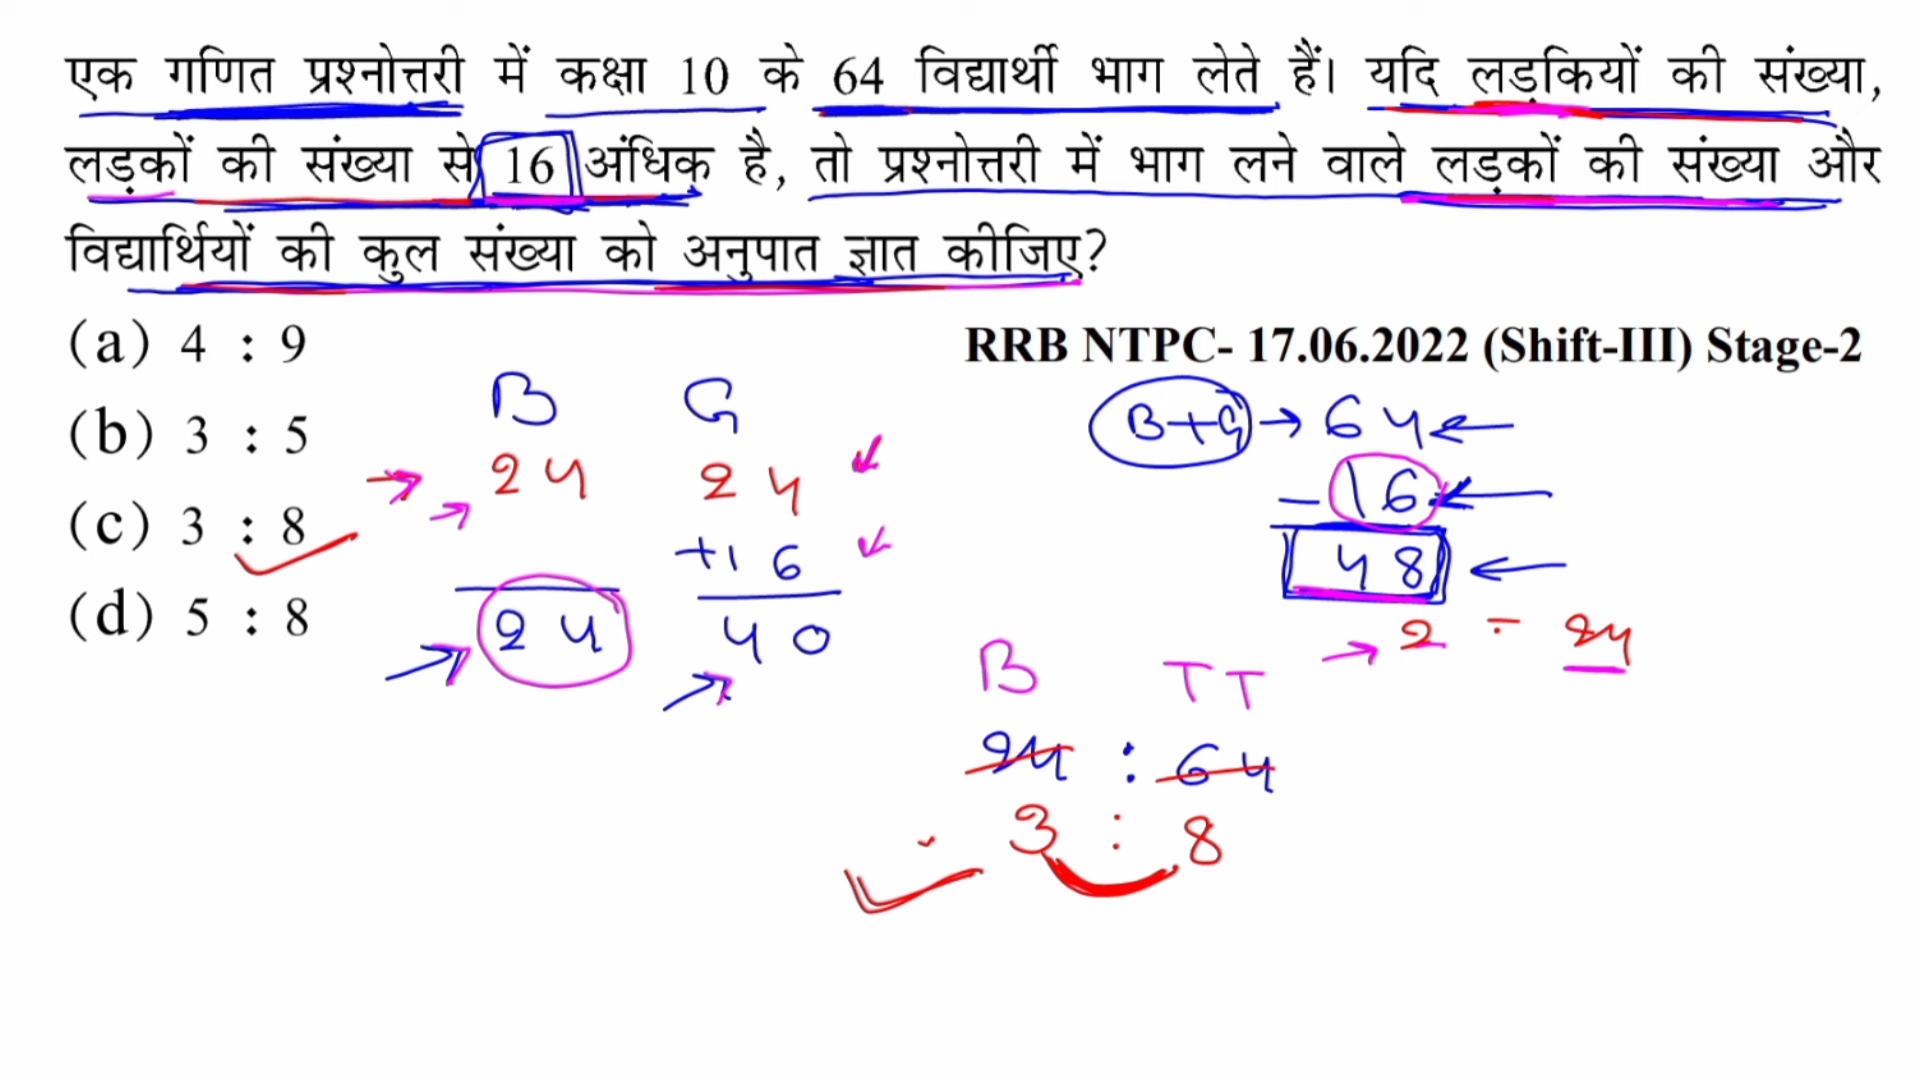 एक गणित प्रश्नोत्तरी में कक्षा 10 के 64 विद्यार्थी भाग लेते हैं। यदि लड़कियों की संख्या,
लड़कों की संख्या से 16 अंधिक है, तो प्रश्नोत्तरी में भाग लने वाले लड़कों की संख्या और
विद्यार्थियों की कुल संख्या को अनुपात ज्ञात कीजिए?
(a) 4 : 9
RRB NTPC- 17.06.2022 (Shift-III) Stage-2
(b) 3 : 5
(c) 3 : 8
(d) 5 : 8
B G
24 24
+16
24 40
B+G → 64
- 16
48
2 ÷ 24
B TT
24 : 64
3 : 8